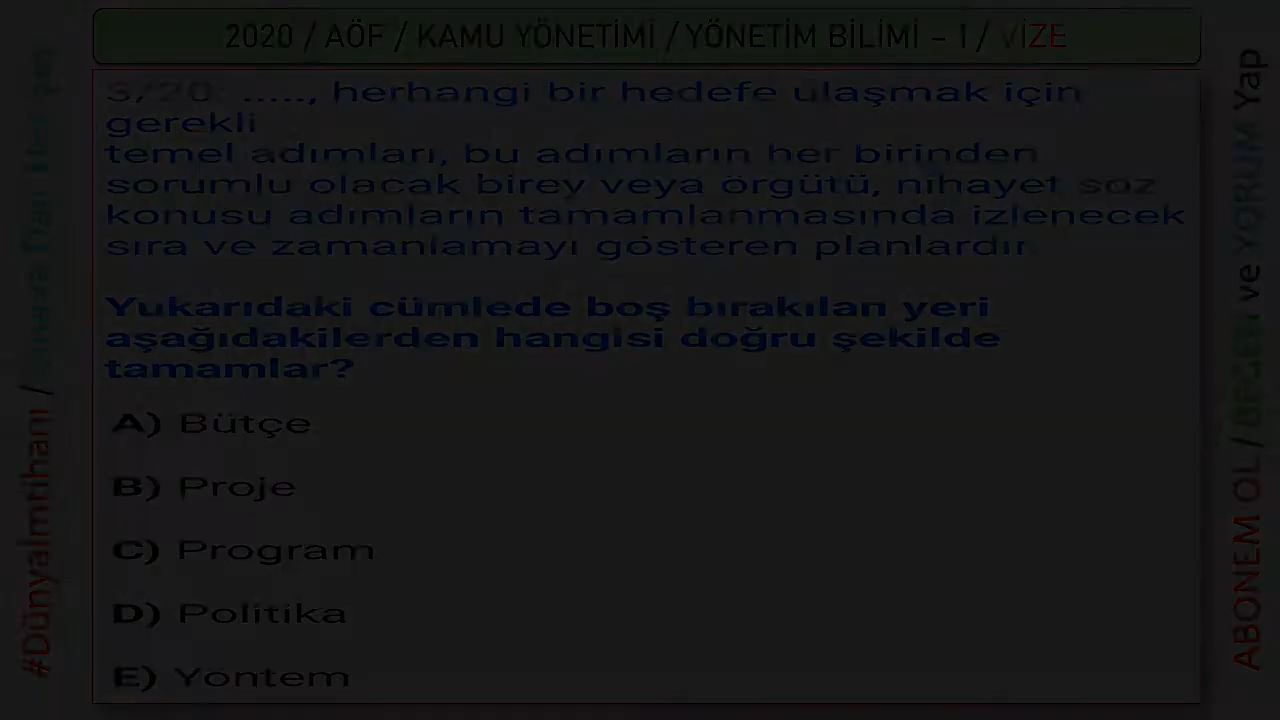 2020 / AÖF / KAMU YÖNETİMİ / YÖNETİM BİLİMİ – I / VİZE
S/20: ....., herhangi bir hedefe ulaşmak için
gerekli
temel adımları, bu adımların her birinden
sorumlu olacak birey veya örgütü, nihayet söz
konusu adımların tamamlanmasında izlenecek
sıra ve zamanlamayı gösteren planlardır.
Yukarıdaki cümlede boş bırakılan yeri
aşağıdakilerden hangisi doğru şekilde
tamamlar?
A) Bütçe
B) Proje
C) Program
D) Politika
E) Yöntem
#Dünyaİmtihanı /
ABONEM OL / BEĞEN ve YORUM Yap